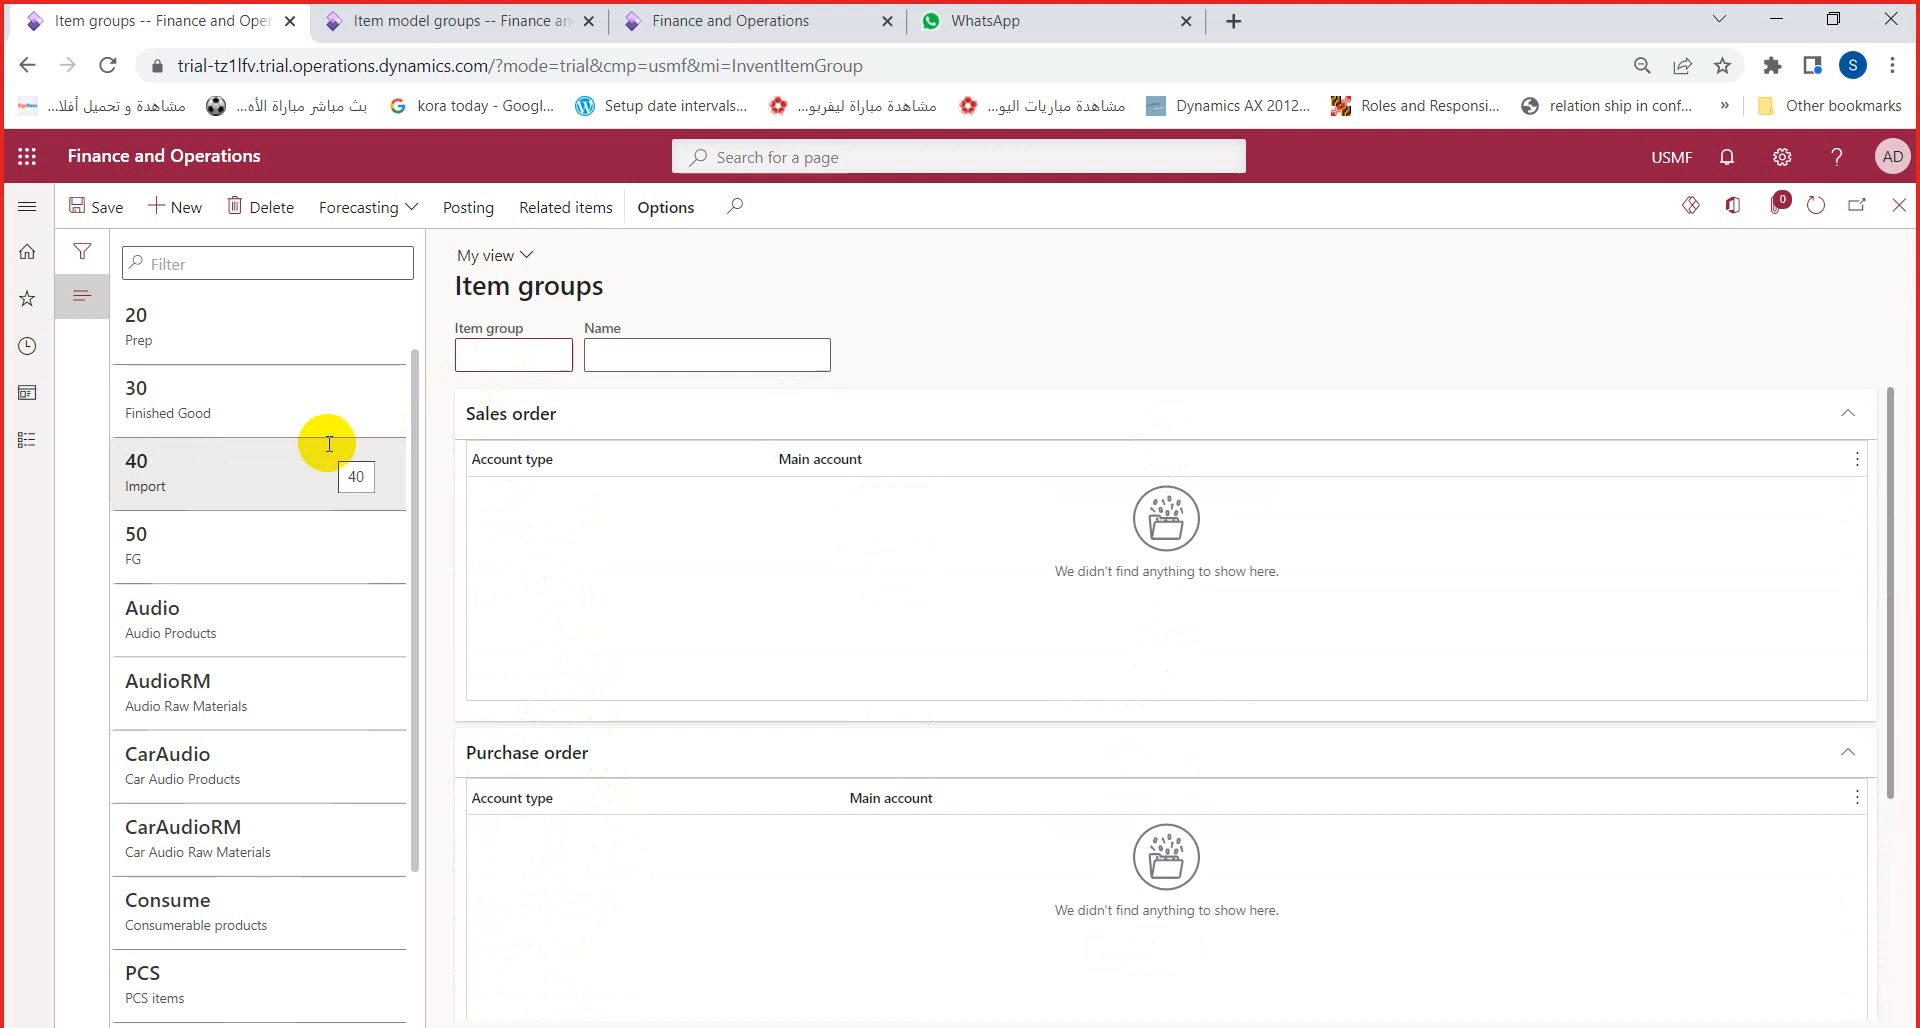 Item groups -- Finance and Oper
Item model groups -- Finance an
Finance and Operations
WhatsApp
trial-tz1lfv.trial.operations.dynamics.com/?mode=trial&cmp=usmf&mi=InventItemGroup
S
مشاهدة و تحميل أفلا...
بث مباشر مباراة الأه...
kora today - Googl...
Setup date intervals...
مشاهدة مباراة ليفربو...
مشاهدة مباريات اليو...
Dynamics AX 2012...
Roles and Responsi...
relation ship in conf...
»
Other bookmarks
Finance and Operations
Search for a page
USMF
?
AD
Save
New
Delete
Forecasting
Posting
Related items
Options
0
Filter
20
Prep
30
Finished Good
40
Import
40
50
FG
Audio
Audio Products
AudioRM
Audio Raw Materials
CarAudio
Car Audio Products
CarAudioRM
Car Audio Raw Materials
Consume
Consumerable products
PCS
PCS items
My view
Item groups
Item group
Name
Sales order
Account type
Main account
We didn't find anything to show here.
Purchase order
Account type
Main account
We didn't find anything to show here.